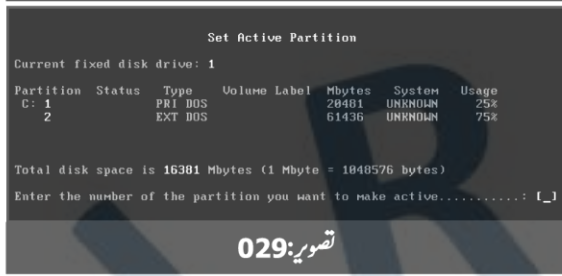 Set Active Partition
Current fixed disk drive: 1
Partition Status Type Volume Label Mbytes System Usage
C: 1 PRI DOS 20481 UNKNOWN 25%
2 EXT DOS 61436 UNKNOWN 75%
Total disk space is 16381 Mbytes (1 Mbyte = 1048576 bytes)
Enter the number of the partition you want to make active...........: [_]
تصویر:029